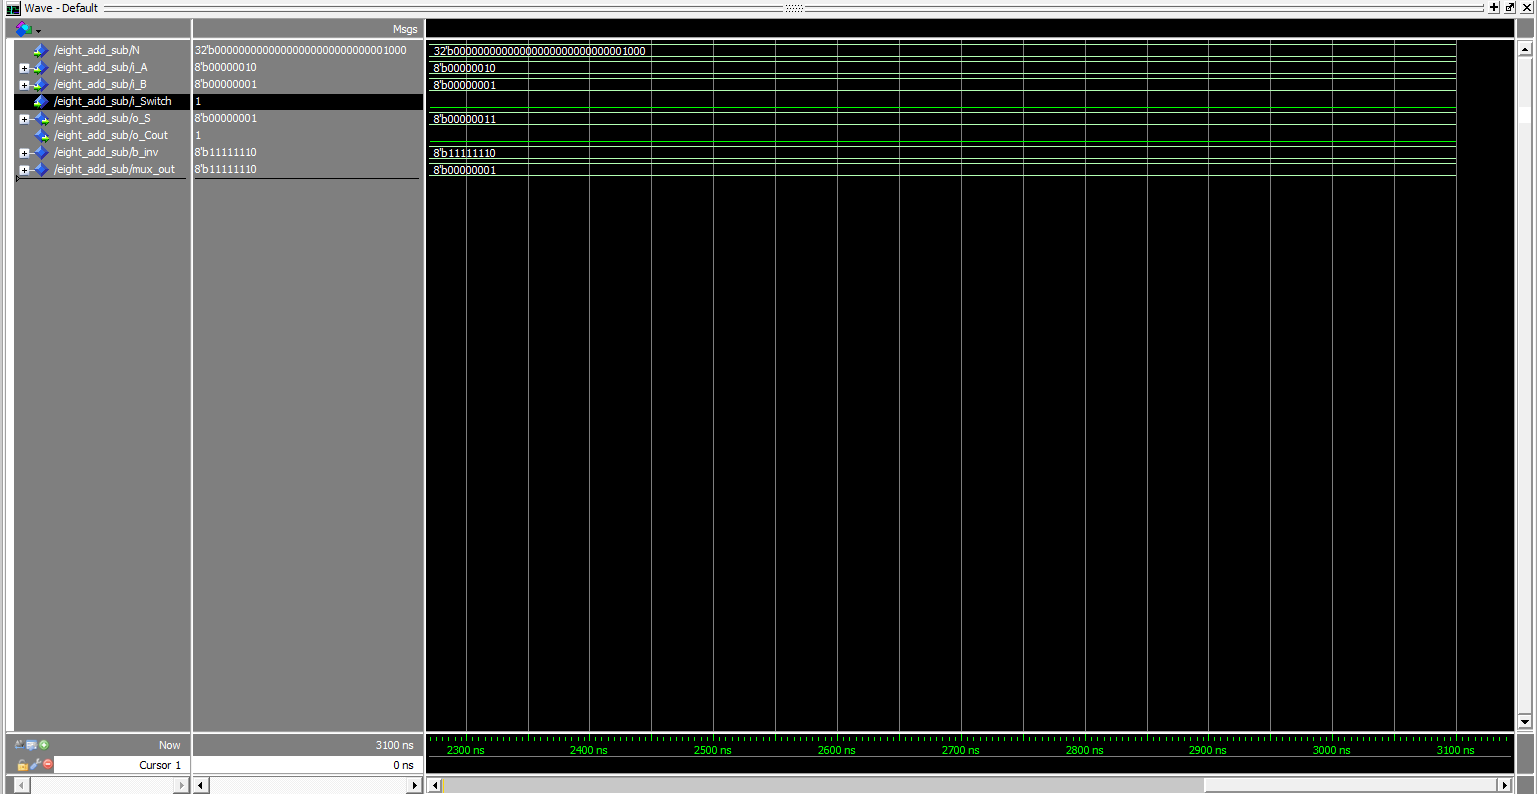 Wave - Default
Msgs
/eight_add_sub/N 32'b00000000000000000000000000001000 32'b00000000000000000000000000001000
/eight_add_sub/i_A 8'b00000010 8'b00000010
/eight_add_sub/i_B 8'b00000001 8'b00000001
/eight_add_sub/i_Switch 1
/eight_add_sub/o_S 8'b00000001 8'b00000011
/eight_add_sub/o_Cout 1
/eight_add_sub/b_inv 8'b11111110 8'b11111110
/eight_add_sub/mux_out 8'b11111110 8'b00000001
Now 3100 ns 2300 ns 2400 ns 2500 ns 2600 ns 2700 ns 2800 ns 2900 ns 3000 ns 3100 ns
Cursor 1 0 ns